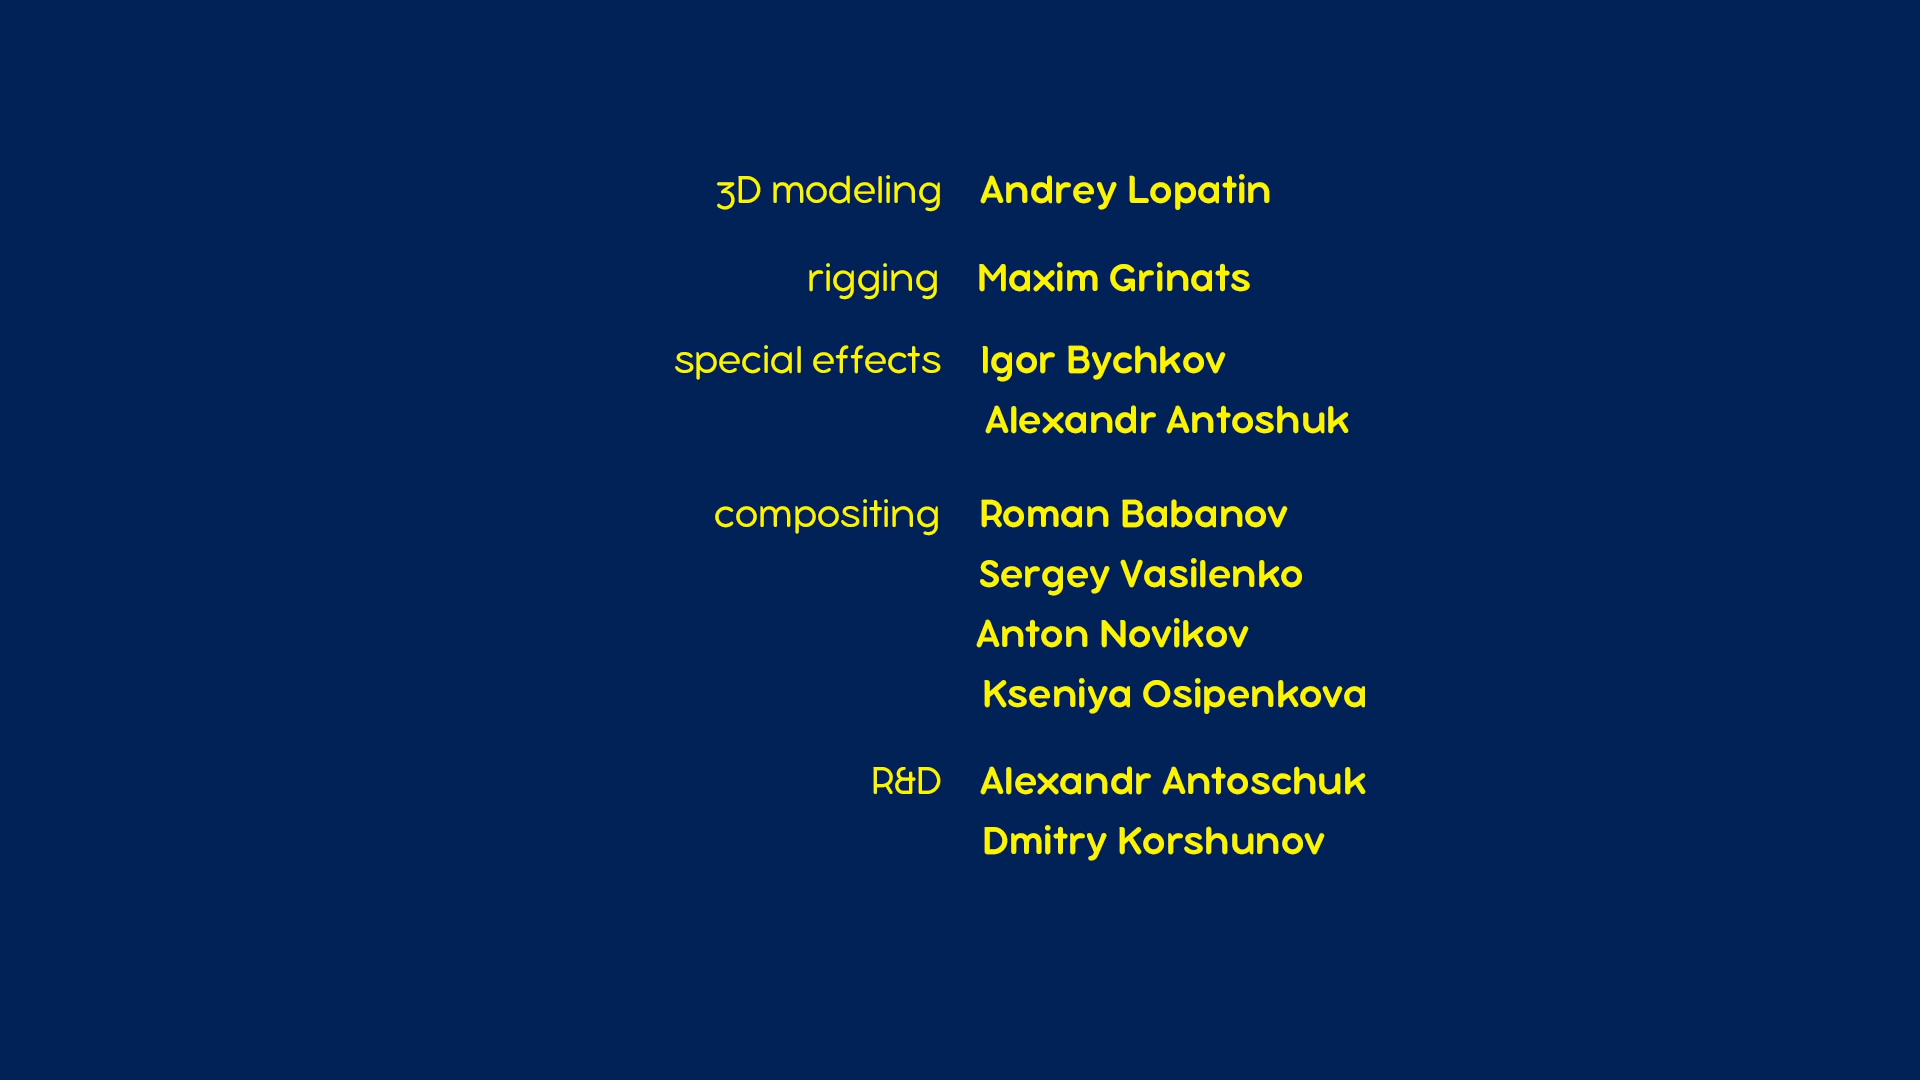 3D modeling Andrey Lopatin
rigging Maxim Grinats
special effects Igor Bychkov
Alexandr Antoshuk
compositing Roman Babanov
Sergey Vasilenko
Anton Novikov
Kseniya Osipenkova
R&D Alexandr Antoschuk
Dmitry Korshunov